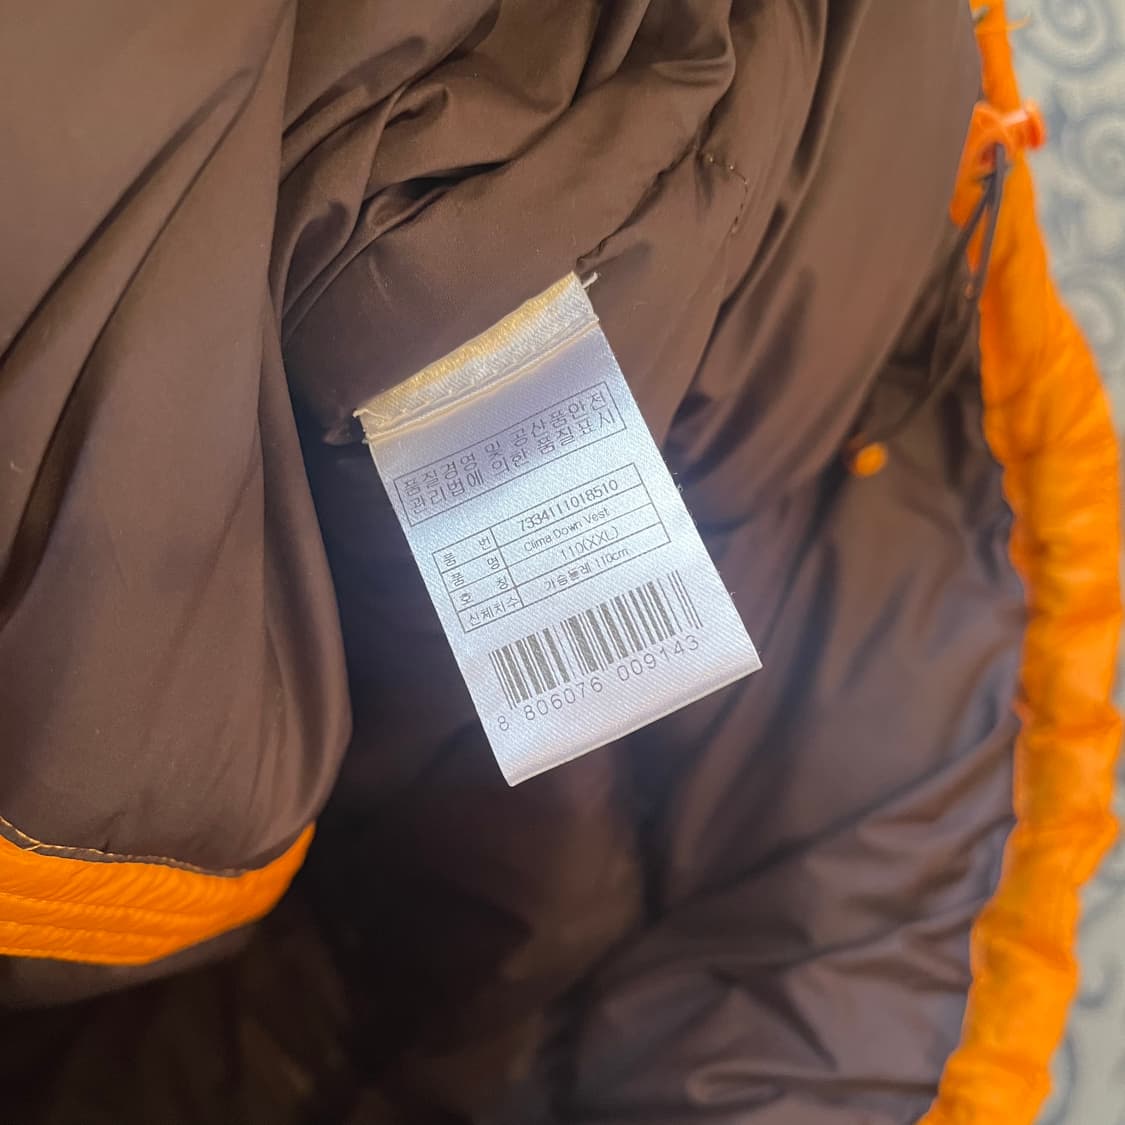 품질경영 및 공산품안전
관리법에 의한 품질표시
품 번 7334111018510
품 명 Clima Down Vest
호 칭 110(XXL)
신체치수 가슴둘레 110cm
8 806076 009143